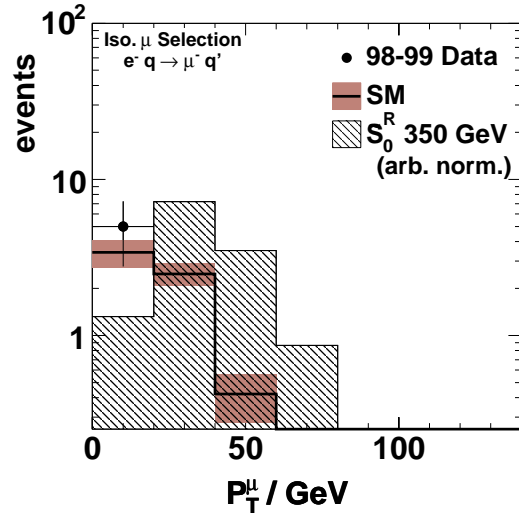 10²
Iso. μ Selection
e⁻ q → μ⁻ q'
98-99 Data
SM
S₀ᴿ 350 GeV
(arb. norm.)
events
10
1
0 50 100
P_T^μ / GeV